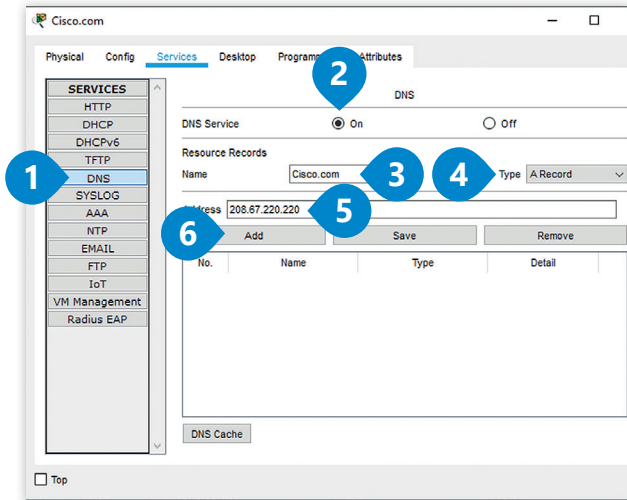 Cisco.com
Physical Config Services Desktop Attributes
2
SERVICES
HTTP
DHCP
DHCPv6
TFTP
DNS
SYSLOG
AAA
NTP
EMAIL
FTP
IoT
VM Management
Radius EAP
1
DNS
DNS Service On Off
Resource Records
Name Cisco.com 3 4 Type A Record
208.67.220.220 5
6 Add Save Remove
No. Name Type Detail
DNS Cache
Top